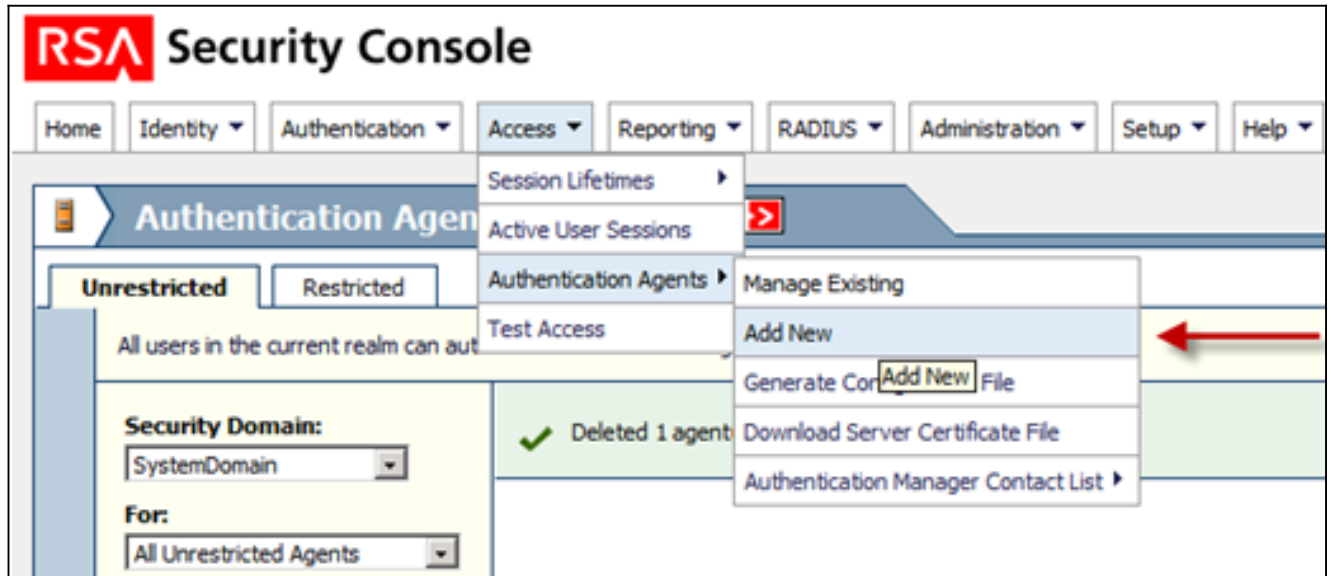 RSA Security Console
Home Identity Authentication Access Reporting RADIUS Administration Setup Help
Session Lifetimes
Authentication Agen
Active User Sessions
Unrestricted Restricted
Authentication Agents
Manage Existing
Test Access
Add New
All users in the current realm can aut
Add New
Generate Con File
Security Domain:
SystemDomain
Deleted 1 agent
Download Server Certificate File
Authentication Manager Contact List
For:
All Unrestricted Agents